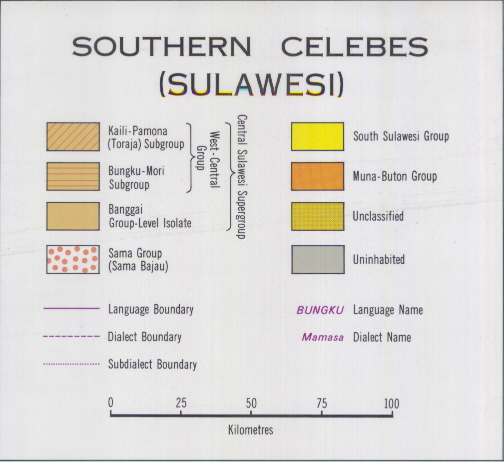 SOUTHERN CELEBES
(SULAWESI)
Kaili-Pamona
(Toraja) Subgroup
Bungku-Mori
Subgroup
West-Central
Group
Banggai
Group-Level Isolate
Central Sulawesi Supergroup
Sama Group
(Sama Bajau)
Language Boundary
Dialect Boundary
Subdialect Boundary
South Sulawesi Group
Muna-Buton Group
Unclassified
Uninhabited
BUNGKU Language Name
Mamasa Dialect Name
0 25 50 75 100
Kilometres